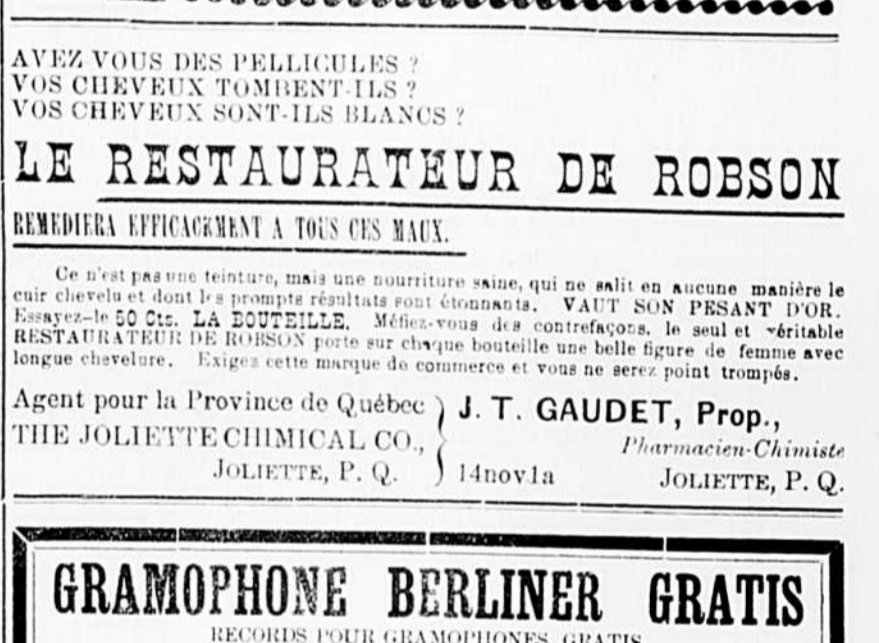 AVEZ VOUS DES PELLICULES ?
VOS CHEVEUX TOMBENT-ILS ?
VOS CHEVEUX SONT-ILS BLANCS ?
LE RESTAURATEUR DE ROBSON
REMEDIERA EFFICACEMENT A TOUS CES MAUX.
Ce n'est pas une teinture, mais une nourriture saine, qui ne salit en aucune manière le
cuir chevelu et dont les prompts résultats sont étonnants. VAUT SON PESANT D'OR.
Essayez-le 50 Cts. LA BOUTEILLE. Méfiez-vous des contrefaçons, le seul et véritable
RESTAURATEUR DE ROBSON porte sur chaque bouteille une belle figure de femme avec
longue chevelure. Exigez cette marque de commerce et vous ne serez point trompés.
Agent pour la Province de Québec } J. T. GAUDET, Prop.,
THE JOLIETTE CHIMICAL CO., Pharmacien-Chimiste
JOLIETTE, P. Q. 14nov1a JOLIETTE, P. Q.
GRAMOPHONE BERLINER GRATIS
RECORDS POUR GRAMOPHONES, GRATIS